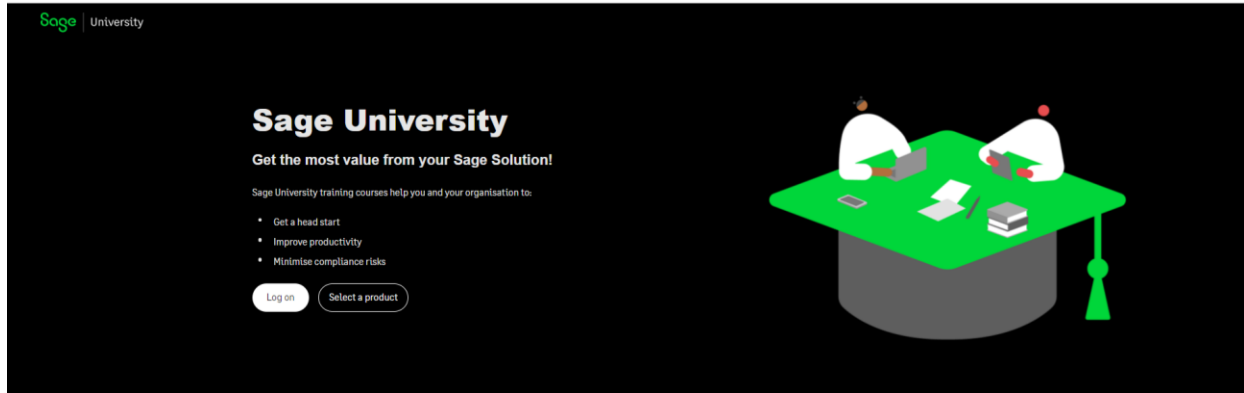 Sage | University
Sage University
Get the most value from your Sage Solution!
Sage University training courses help you and your organisation to:
• Get a head start
• Improve productivity
• Minimise compliance risks
Log on Select a product